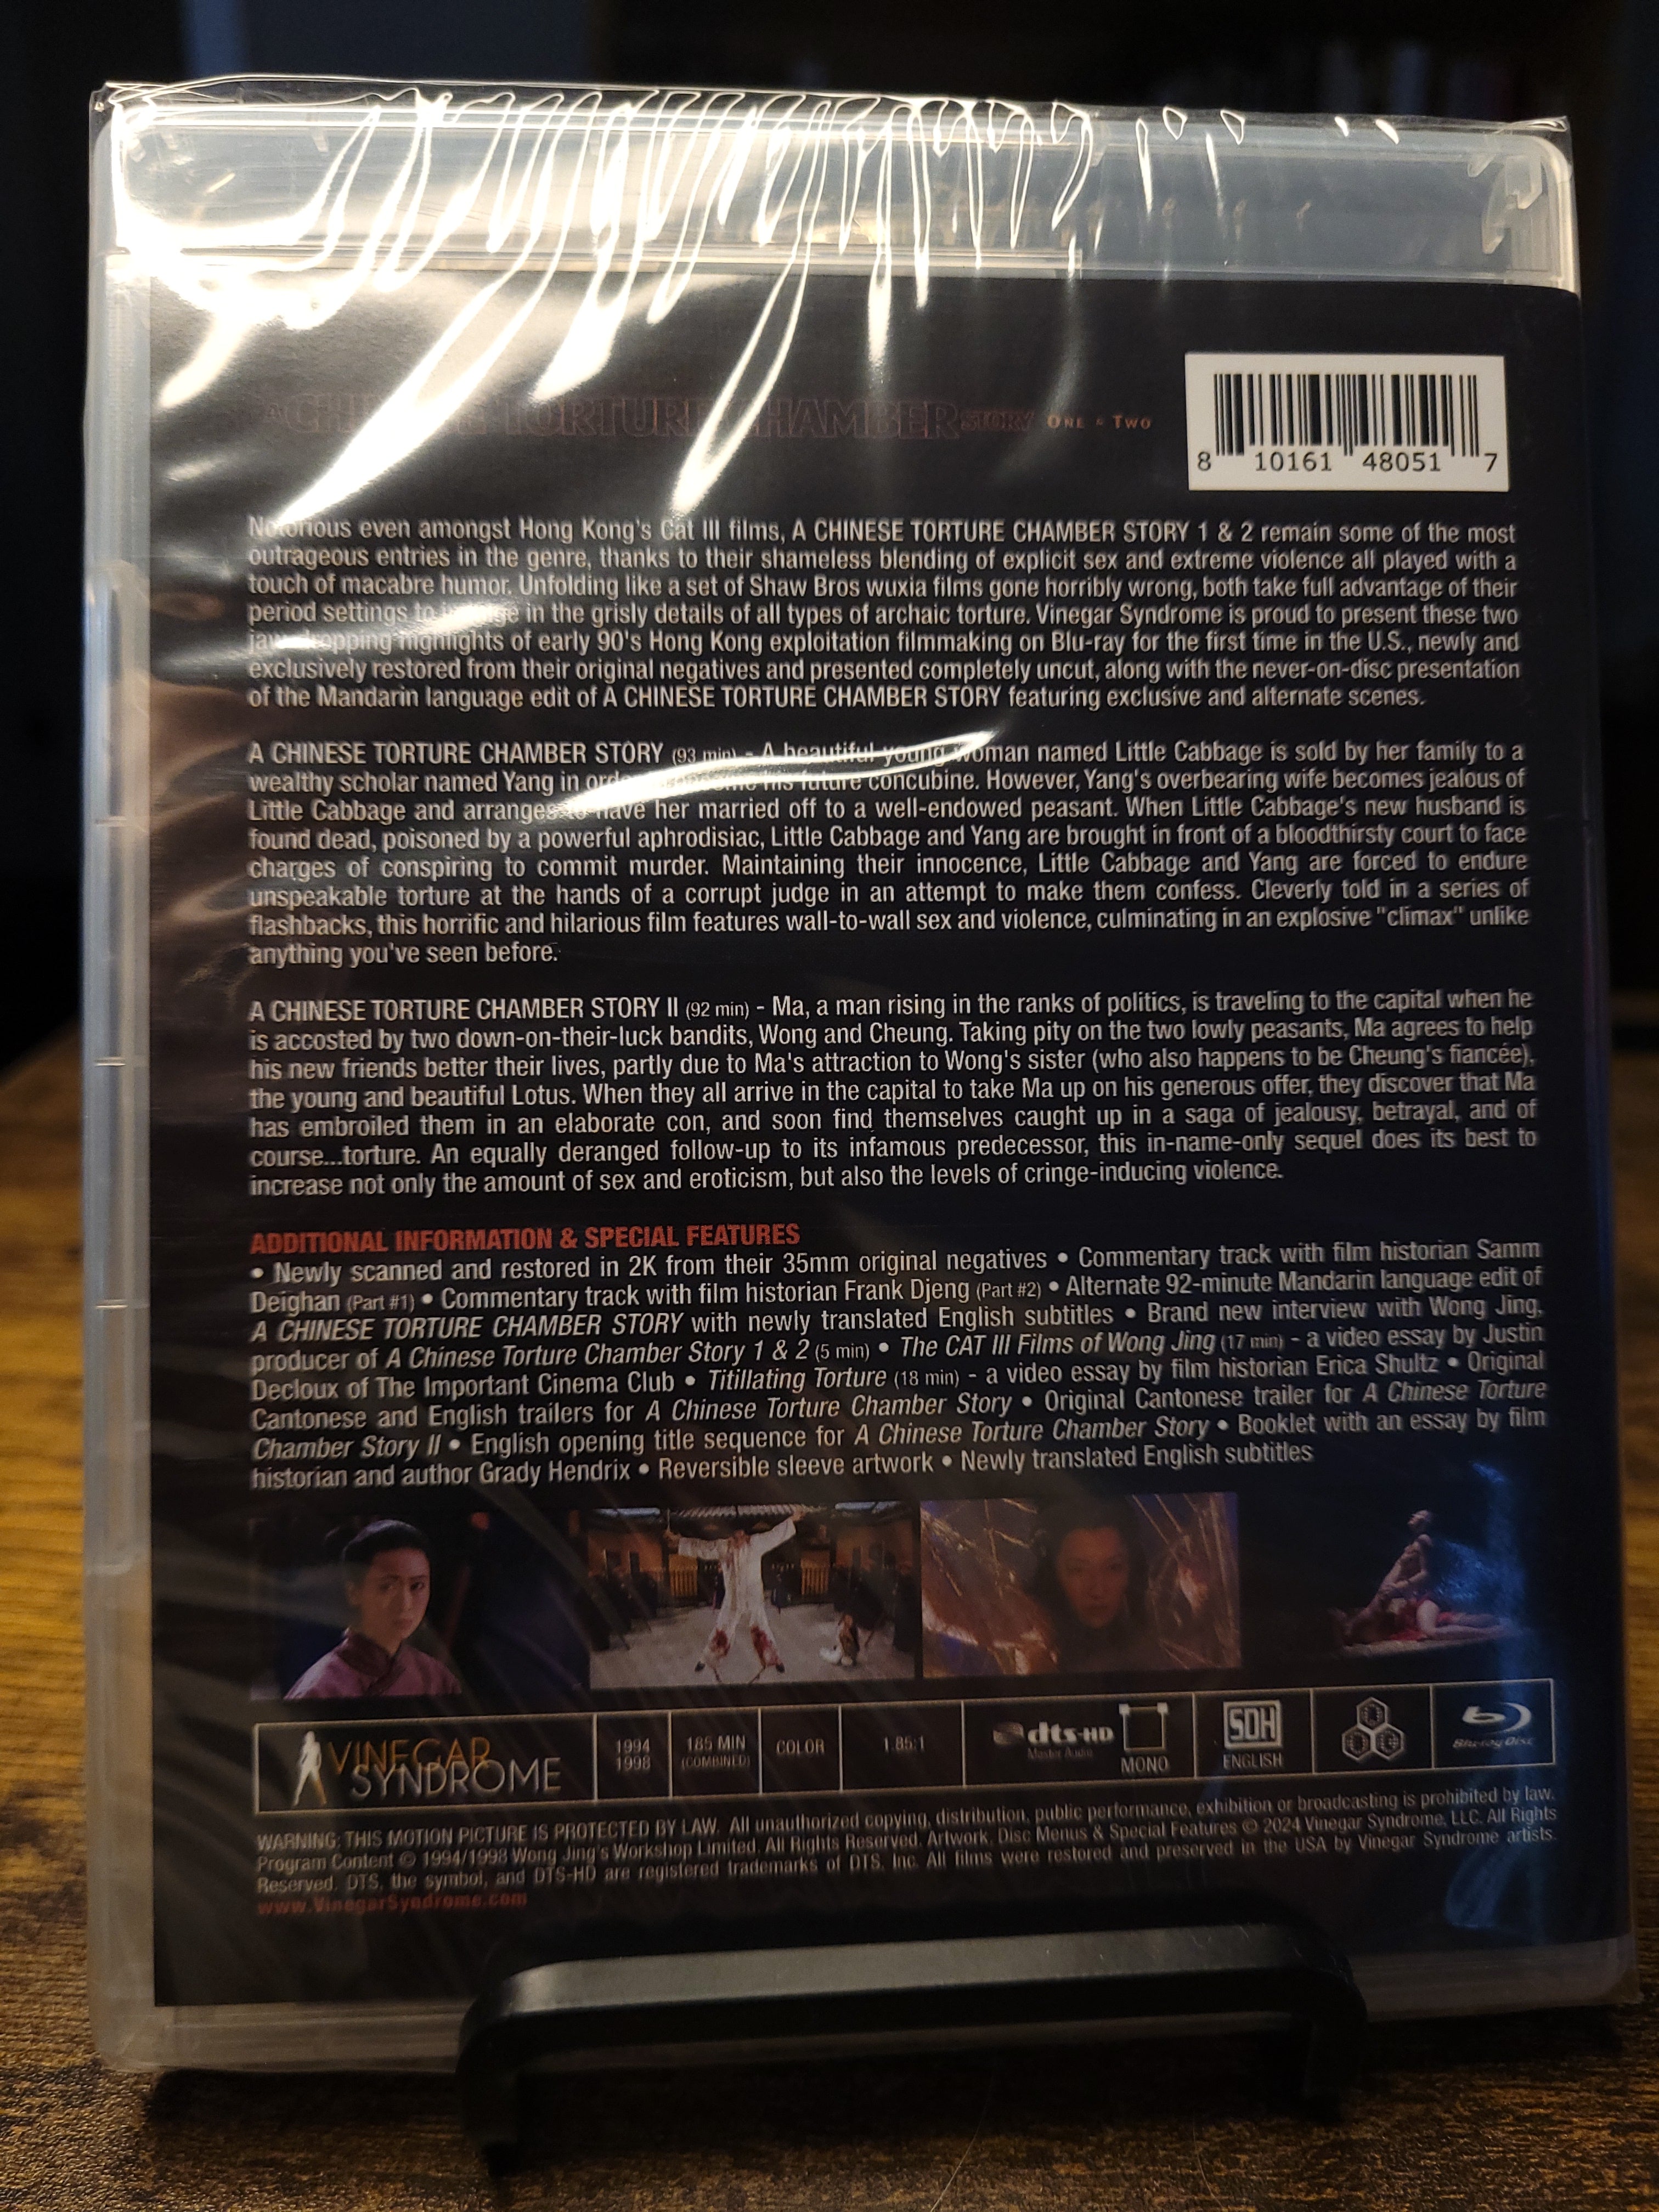 A CHINESE TORTURE CHAMBER STORY ONE & TWO
8 10161 48051 7
Notorious even amongst Hong Kong's Cat III films, A CHINESE TORTURE CHAMBER STORY 1 & 2 remain some of the most
outrageous entries in the genre, thanks to their shameless blending of explicit sex and extreme violence all played with a
touch of macabre humor. Unfolding like a set of Shaw Bros wuxia films gone horribly wrong, both take full advantage of their
period settings to in the grisly details of all types of archaic torture. Vinegar Syndrome is proud to present these two
jaw-dropping highlights of early 90's Hong Kong exploitation filmmaking on Blu-ray for the first time in the U.S., newly and
exclusively restored from their original negatives and presented completely uncut, along with the never-on-disc presentation
of the Mandarin language edit of A CHINESE TORTURE CHAMBER STORY featuring exclusive and alternate scenes.
A CHINESE TORTURE CHAMBER STORY (93 min) - A beautiful young woman named Little Cabbage is sold by her family to a
wealthy scholar named Yang in his future concubine. However, Yang's overbearing wife becomes jealous of
Little Cabbage and arranges to have her married off to a well-endowed peasant. When Little Cabbage's new husband is
found dead, poisoned by a powerful aphrodisiac, Little Cabbage and Yang are brought in front of a bloodthirsty court to face
charges of conspiring to commit murder. Maintaining their innocence, Little Cabbage and Yang are forced to endure
unspeakable torture at the hands of a corrupt judge in an attempt to make them confess. Cleverly told in a series of
flashbacks, this horrific and hilarious film features wall-to-wall sex and violence, culminating in an explosive "climax" unlike
anything you've seen before.
A CHINESE TORTURE CHAMBER STORY II (92 min) - Ma, a man rising in the ranks of politics, is traveling to the capital when he
is accosted by two down-on-their-luck bandits, Wong and Cheung. Taking pity on the two lowly peasants, Ma agrees to help
his new friends better their lives, partly due to Ma's attraction to Wong's sister (who also happens to be Cheung's fiancée),
the young and beautiful Lotus. When they all arrive in the capital to take Ma up on his generous offer, they discover that Ma
has embroiled them in an elaborate con, and soon find themselves caught up in a saga of jealousy, betrayal, and of
course...torture. An equally deranged follow-up to its infamous predecessor, this in-name-only sequel does its best to
increase not only the amount of sex and eroticism, but also the levels of cringe-inducing violence.
ADDITIONAL INFORMATION & SPECIAL FEATURES
• Newly scanned and restored in 2K from their 35mm original negatives • Commentary track with film historian Samm
Deighan (Part #1) • Commentary track with film historian Frank Djeng (Part #2) • Alternate 92-minute Mandarin language edit of
A CHINESE TORTURE CHAMBER STORY with newly translated English subtitles • Brand new interview with Wong Jing,
producer of A Chinese Torture Chamber Story 1 & 2 (5 min) • The CAT III Films of Wong Jing (17 min) - a video essay by Justin
Decloux of The Important Cinema Club • Titillating Torture (18 min) - a video essay by film historian Erica Shultz • Original
Cantonese and English trailers for A Chinese Torture Chamber Story • Original Cantonese trailer for A Chinese Torture
Chamber Story II • English opening title sequence for A Chinese Torture Chamber Story • Booklet with an essay by film
historian and author Grady Hendrix • Reversible sleeve artwork • Newly translated English subtitles
VINEGAR
SYNDROME
1994
1998
185 MIN
(COMBINED)
COLOR
1.85:1
dts-HD
Master Audio
MONO
SDH
ENGLISH
Blu-ray Disc
WARNING: THIS MOTION PICTURE IS PROTECTED BY LAW. All unauthorized copying, distribution, public performance, exhibition or broadcasting is prohibited by law.
Program Content © 1994/1998 Wong Jing's Workshop Limited. All Rights Reserved. Artwork, Disc Menus & Special Features © 2024 Vinegar Syndrome, LLC. All Rights
Reserved. DTS, the symbol, and DTS-HD are registered trademarks of DTS, Inc. All films were restored and preserved in the USA by Vinegar Syndrome artists.
www.VinegarSyndrome.com